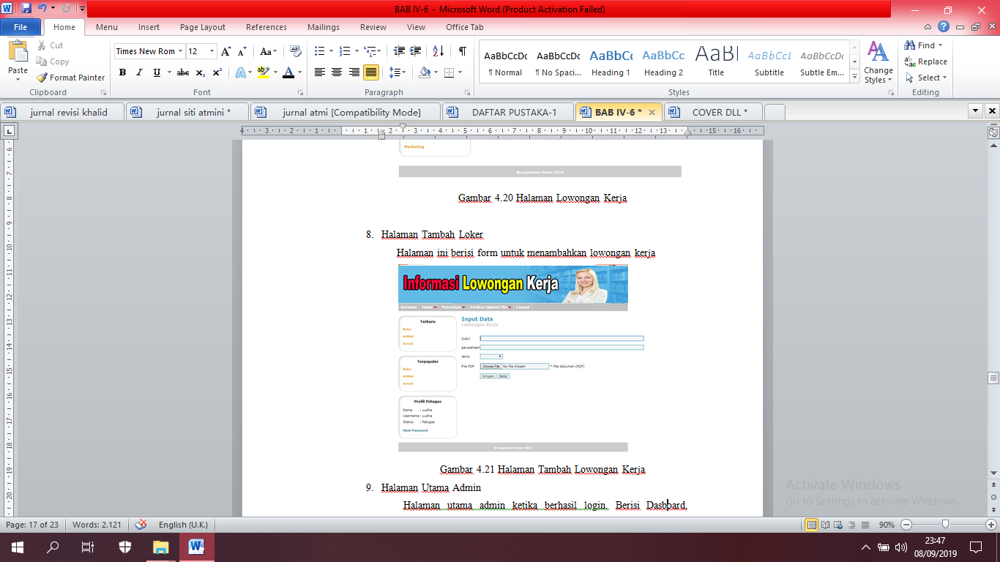 BAB IV-6 - Microsoft Word (Product Activation Failed)
File Home Menu Insert Page Layout References Mailings Review View Office Tab
Paste
Cut
Copy
Format Painter
Clipboard
Times New Rom 12
Font
Paragraph
AaBbCcDc AaBbCcDc AaBbCc AaBbCc AaBl AaBbCcL AaBbCcDc
¶ Normal ¶ No Spaci... Heading 1 Heading 2 Title Subtitle Subtle Em...
Change
Styles
Styles
Find
Replace
Select
Editing
jurnal revisi khalid jurnal siti atmini * jurnal atmi [Compatibility Mode] DAFTAR PUSTAKA-1 BAB IV-6 * COVER DLL *
Marketing
@copywriter luker 2019
Gambar 4.20 Halaman Lowongan Kerja
8. Halaman Tambah Loker
Halaman ini berisi form untuk menambahkan lowongan kerja
Informasi Lowongan Kerja
Beranda Input Pencarian Periksa Upload File Logout
Terbaru
Buku
Artikel
Jurnal
Terpopuler
Buku
Artikel
Jurnal
Profil Petugas
Nama : yudha
Username : yudha
Status : Petugas
Ubah Password
Input Data
Lowongan Kerja
Judul
perusahaan
Jenis
File PDF Choose File No file chosen * File dokumen (PDF)
Simpan Batal
@copywriter luker 2019
Gambar 4.21 Halaman Tambah Lowongan Kerja
9. Halaman Utama Admin
Halaman utama admin ketika berhasil login. Berisi Dasbbard,
Activate Windows
Go to Settings to activate Windows.
Page: 17 of 23 Words: 2.121 English (U.K.) 90%
23:47
08/09/2019